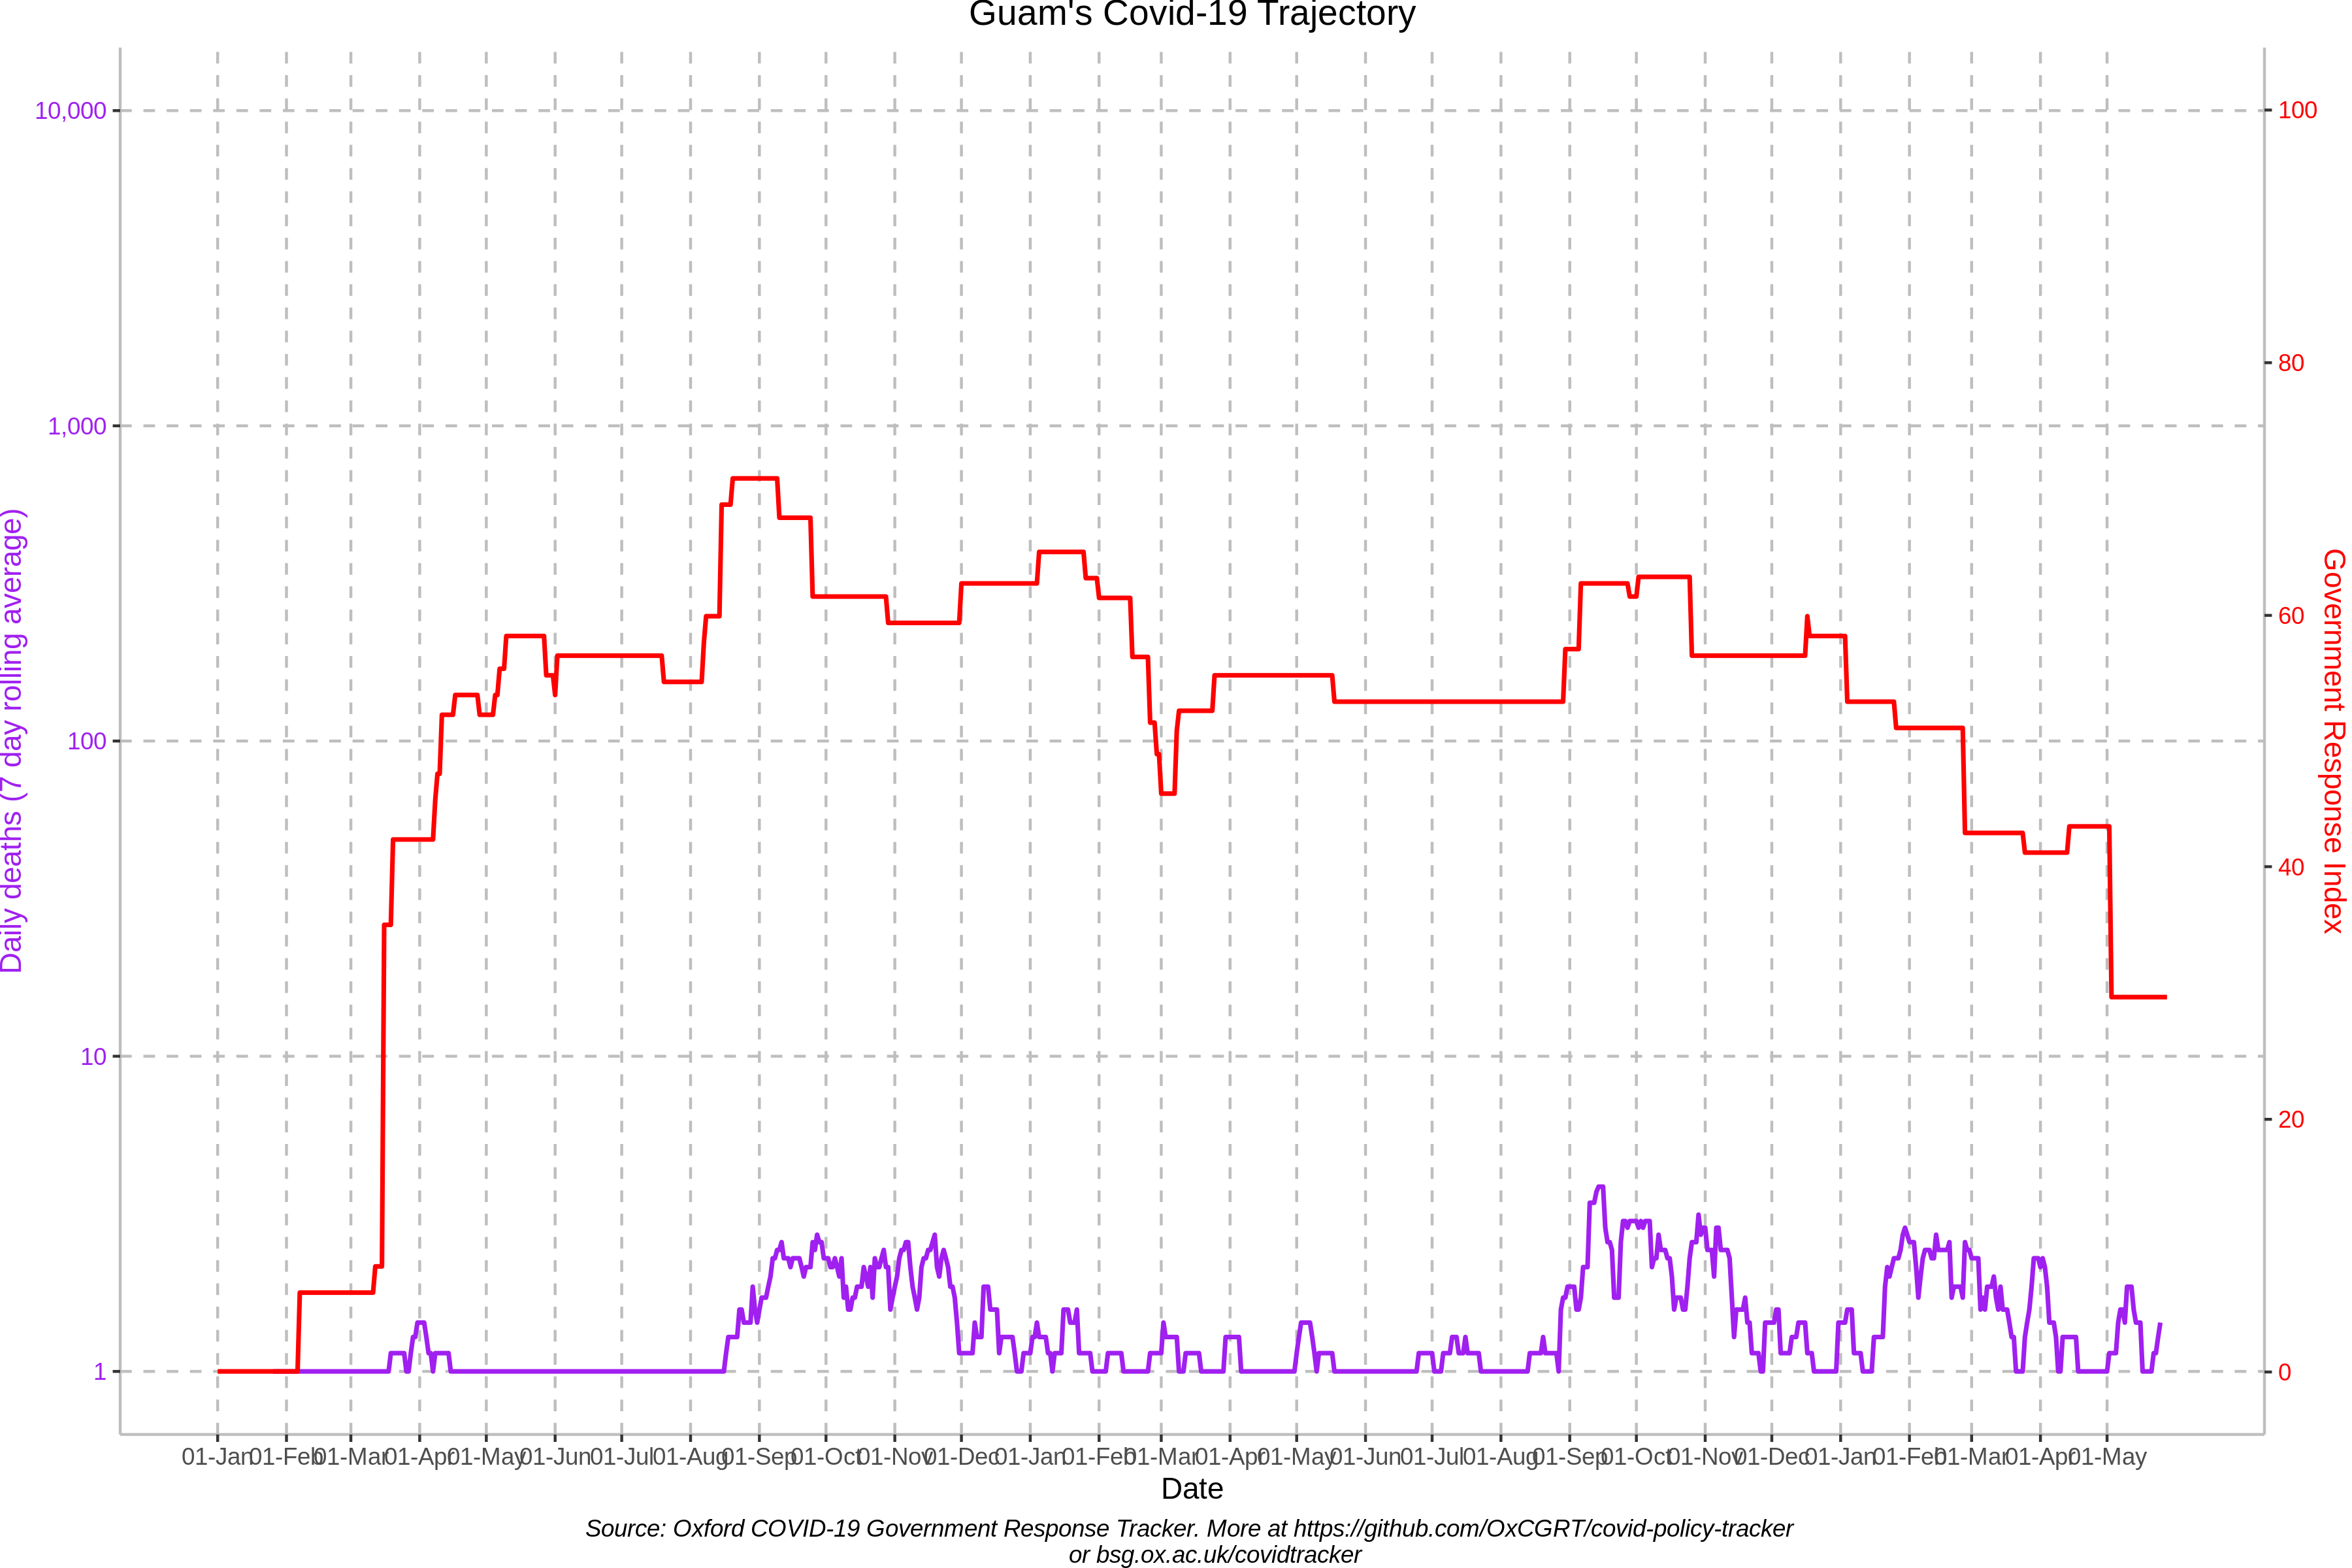 Guam's Covid-19 Trajectory
10,000
1,000
100
10
1
Daily deaths (7 day rolling average)
100
80
60
40
20
0
Government Response Index
01-Jan 01-Feb 01-Mar 01-Apr 01-May 01-Jun 01-Jul 01-Aug 01-Sep 01-Oct 01-Nov 01-Dec 01-Jan 01-Feb 01-Mar 01-Apr 01-May 01-Jun 01-Jul 01-Aug 01-Sep 01-Oct 01-Nov 01-Dec 01-Jan 01-Feb 01-Mar 01-Apr 01-May
Date
Source: Oxford COVID-19 Government Response Tracker. More at https://github.com/OxCGRT/covid-policy-tracker
or bsg.ox.ac.uk/covidtracker